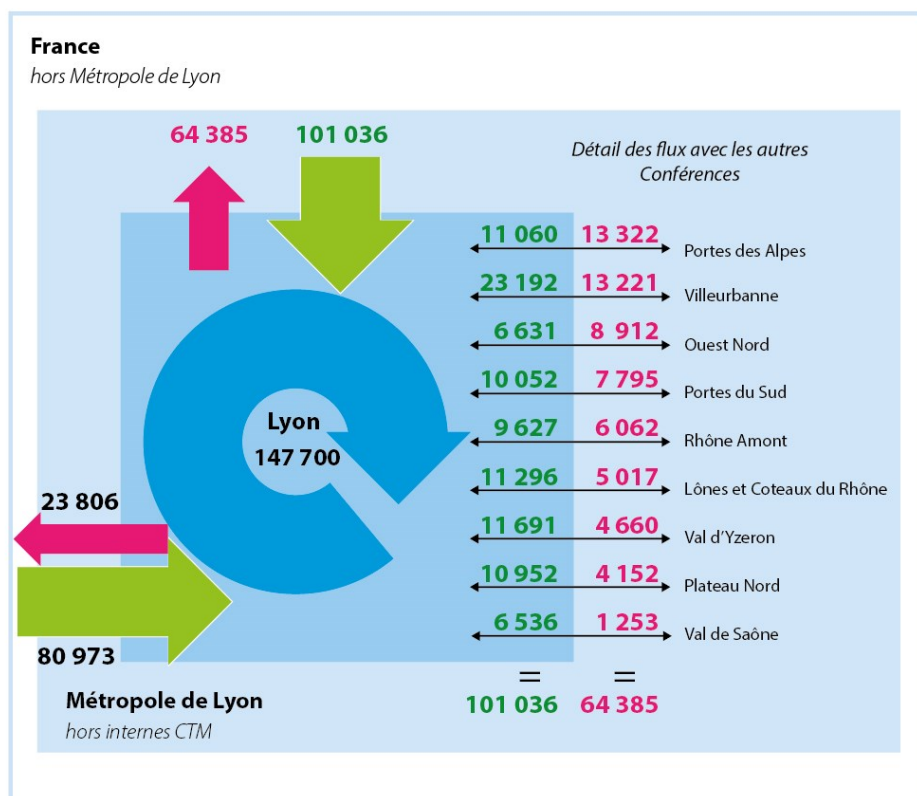 France
hors Métropole de Lyon
64 385
101 036
Détail des flux avec les autres
Conférences
11 060 13 322 Portes des Alpes
23 192 13 221 Villeurbanne
6 631 8 912 Ouest Nord
10 052 7 795 Portes du Sud
9 627 6 062 Rhône Amont
11 296 5 017 Lônes et Coteaux du Rhône
11 691 4 660 Val d'Yzeron
10 952 4 152 Plateau Nord
6 536 1 253 Val de Saône
= =
101 036 64 385
Lyon
147 700
23 806
80 973
Métropole de Lyon
hors internes CTM